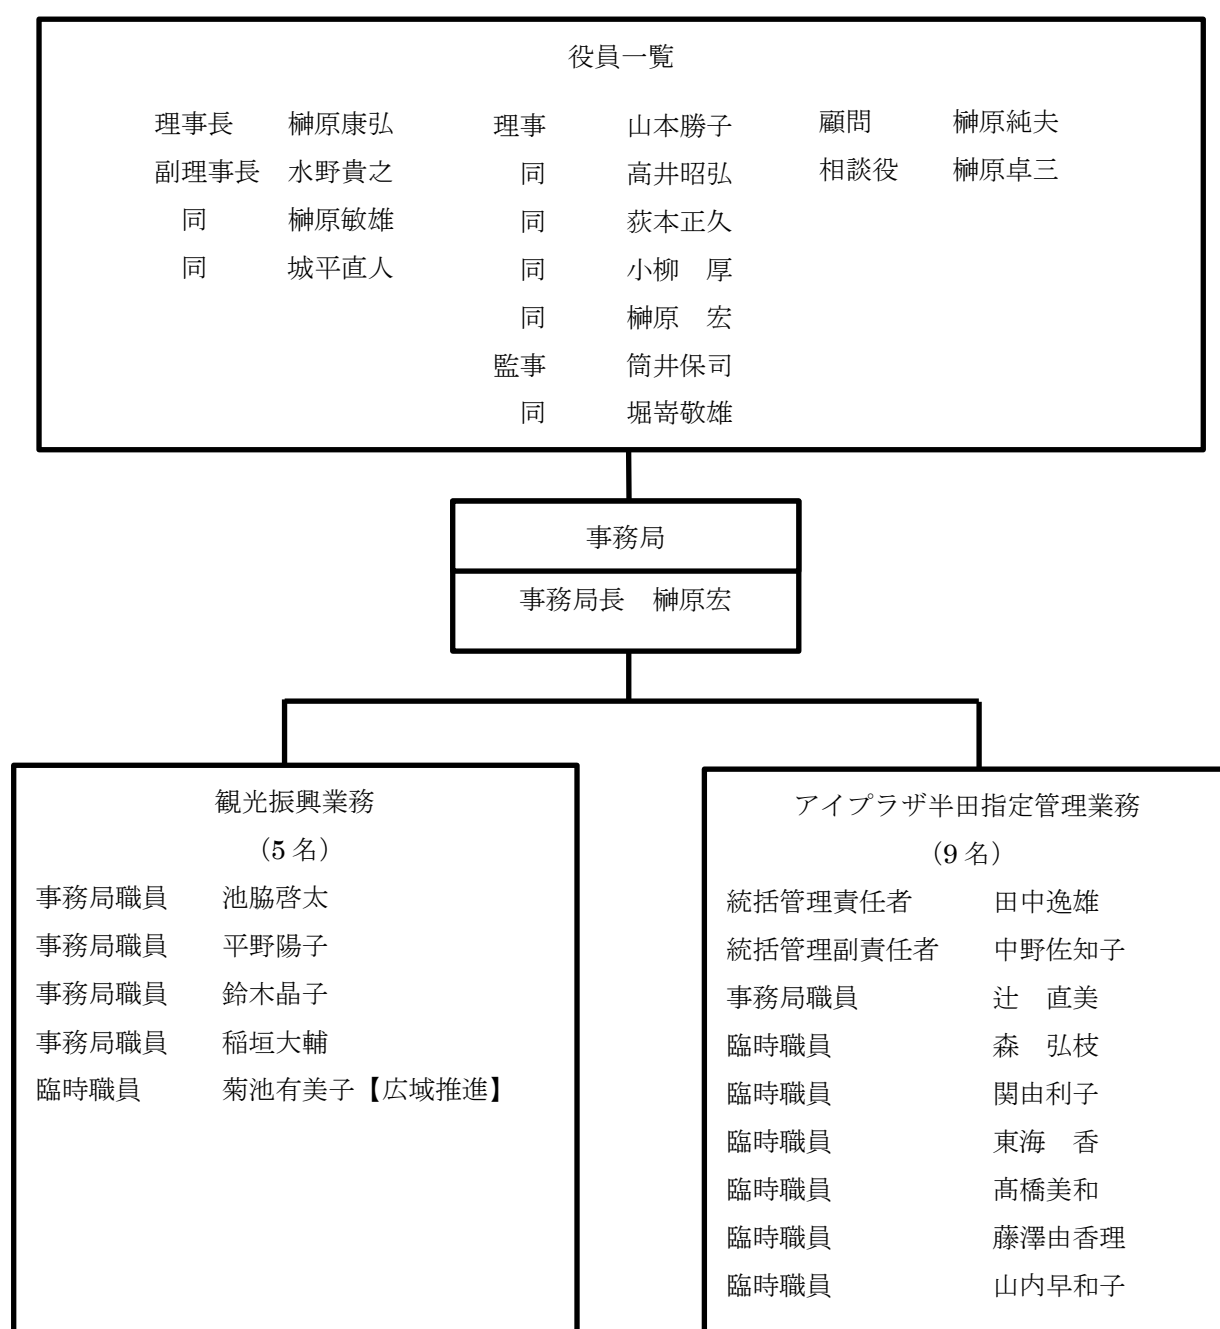 役員一覧
理事長 榊原康弘
副理事長 水野貴之
同 榊原敏雄
同 城平直人
理事 山本勝子
同 高井昭弘
同 荻本正久
同 小柳　厚
同 榊原　宏
監事 筒井保司
同 堀嵜敬雄
顧問 榊原純夫
相談役 榊原卓三
事務局
事務局長　榊原宏
観光振興業務
（5名）
事務局職員 池脇啓太
事務局職員 平野陽子
事務局職員 鈴木晶子
事務局職員 稲垣大輔
臨時職員 菊池有美子【広域推進】
アイプラザ半田指定管理業務
（9名）
統括管理責任者 田中逸雄
統括管理副責任者 中野佐知子
事務局職員 辻　直美
臨時職員 森　弘枝
臨時職員 関由利子
臨時職員 東海　香
臨時職員 髙橋美和
臨時職員 藤澤由香理
臨時職員 山内早和子